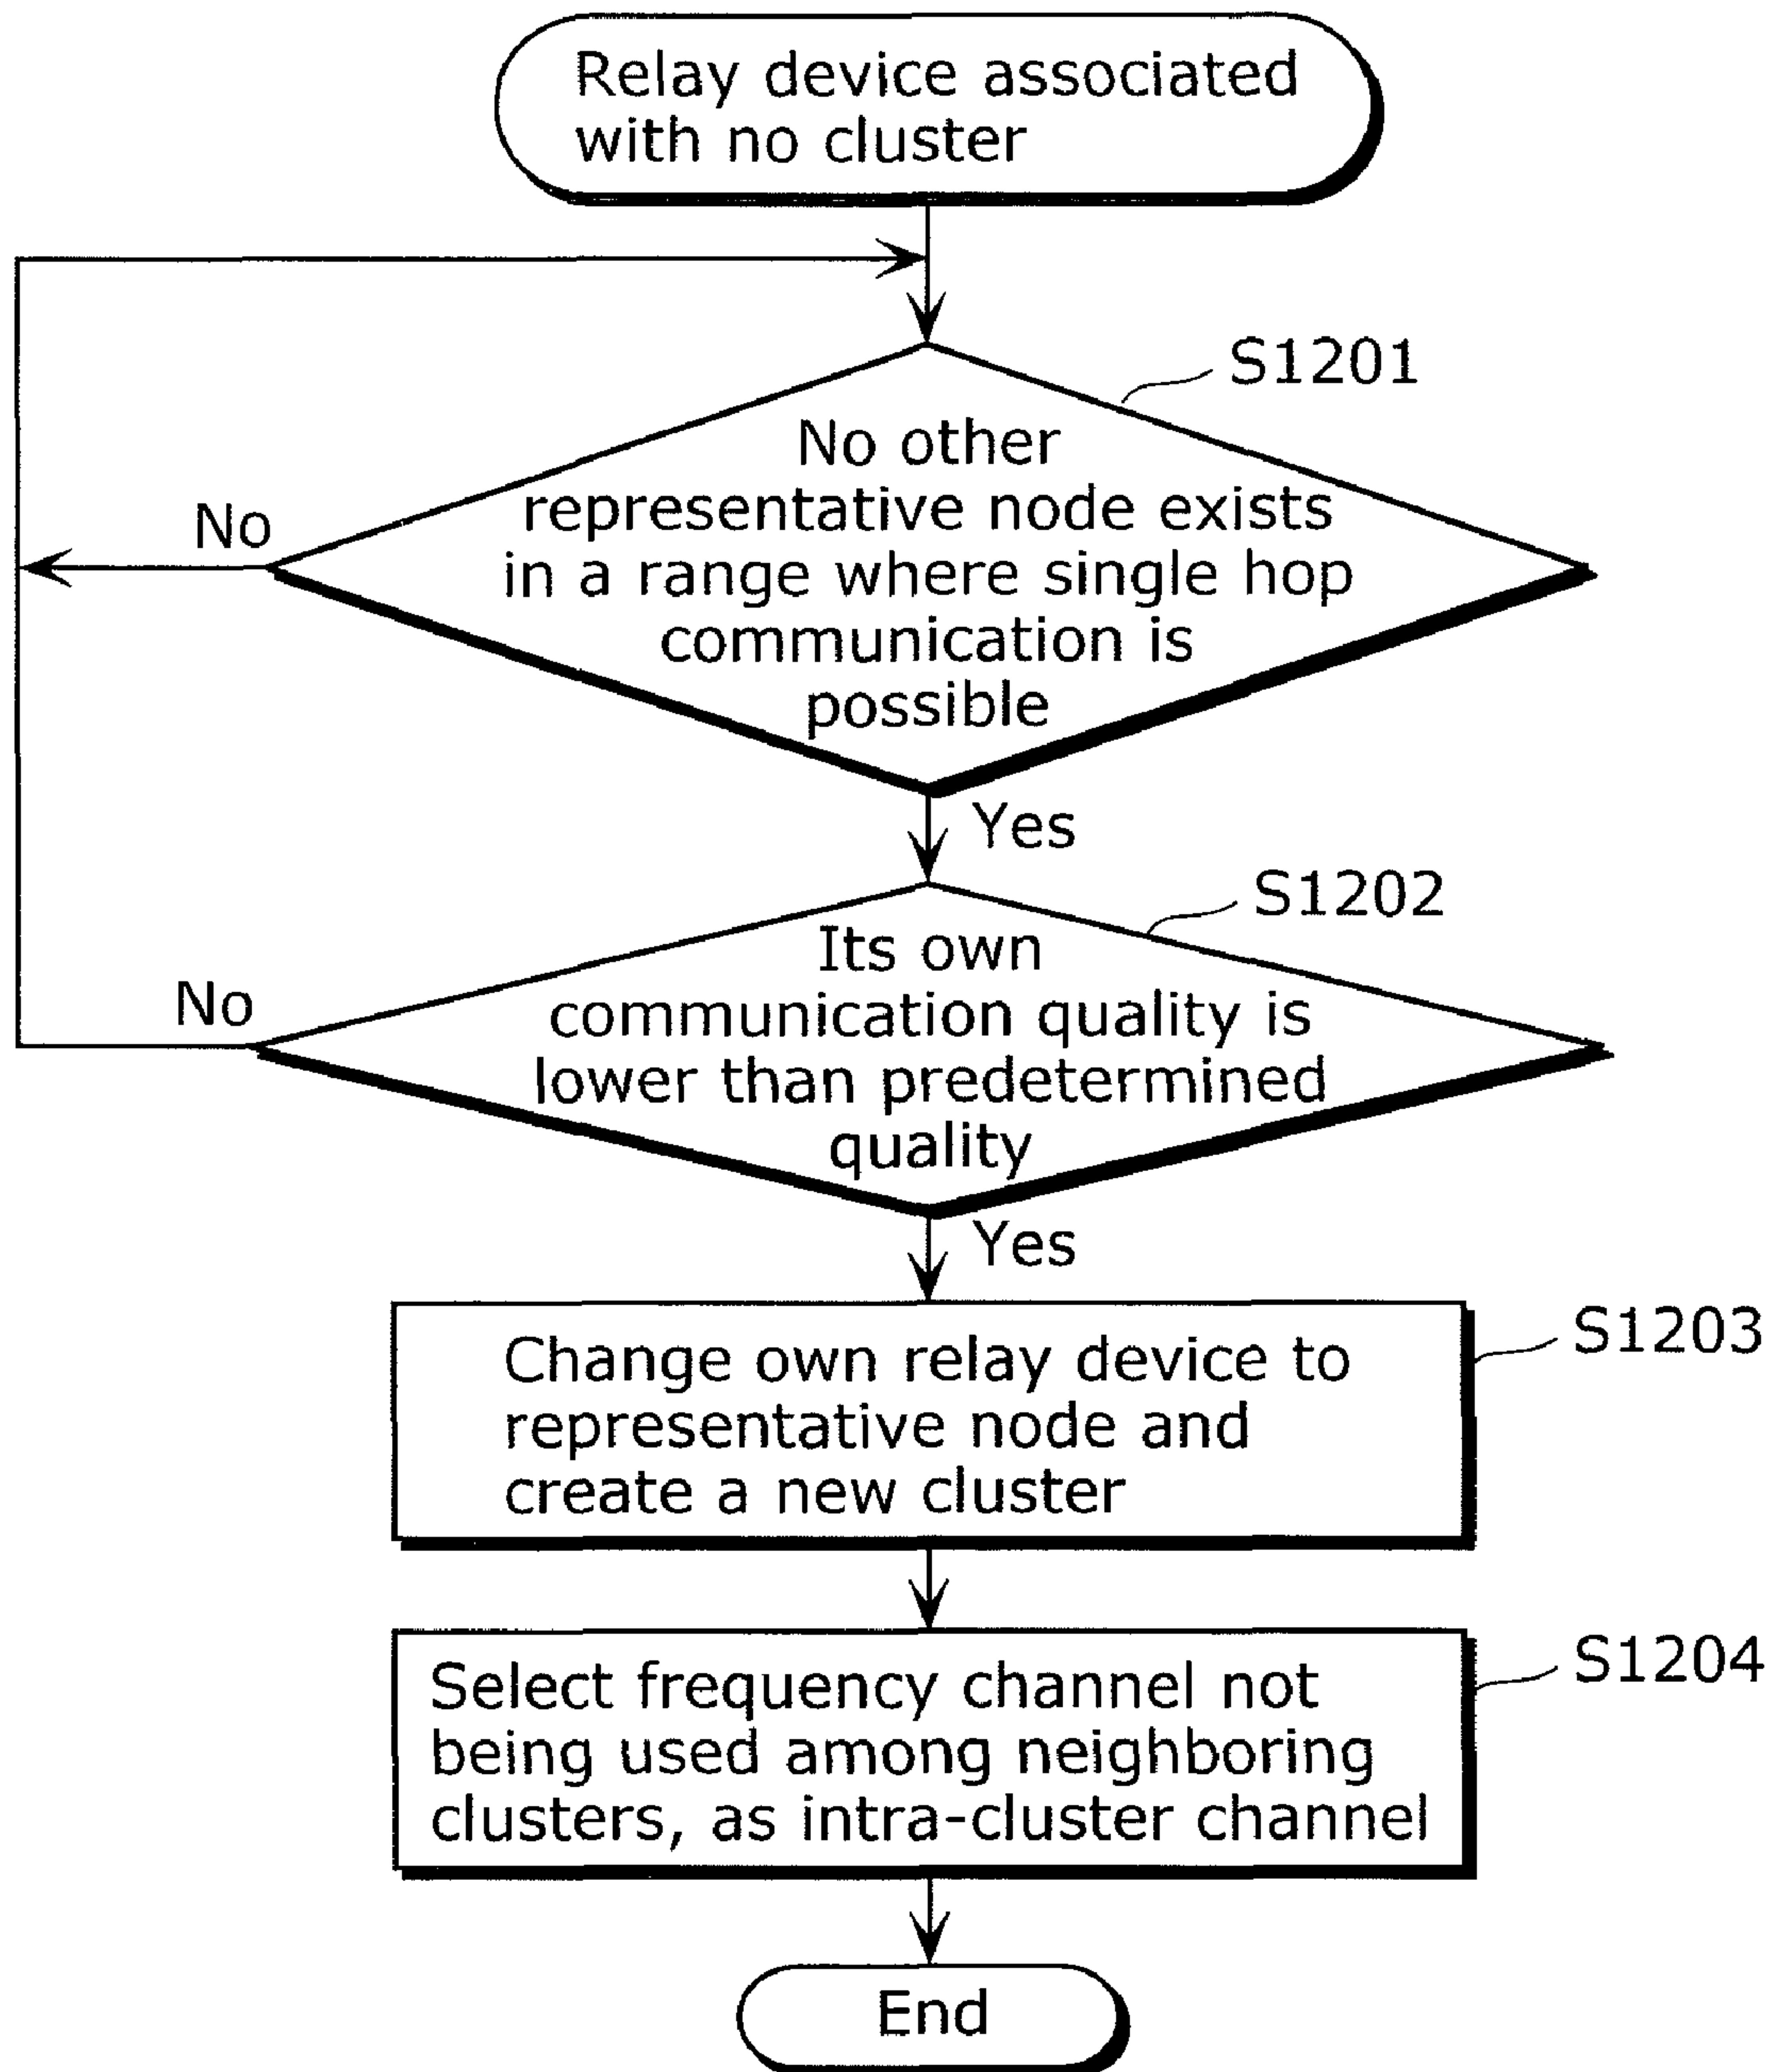 Relay device associated
with no cluster
S1201
No other
representative node exists
in a range where single hop
communication is
possible
No
Yes
S1202
Its own
communication quality is
lower than predetermined
quality
No
Yes
S1203
Change own relay device to
representative node and
create a new cluster
S1204
Select frequency channel not
being used among neighboring
clusters, as intra-cluster channel
End